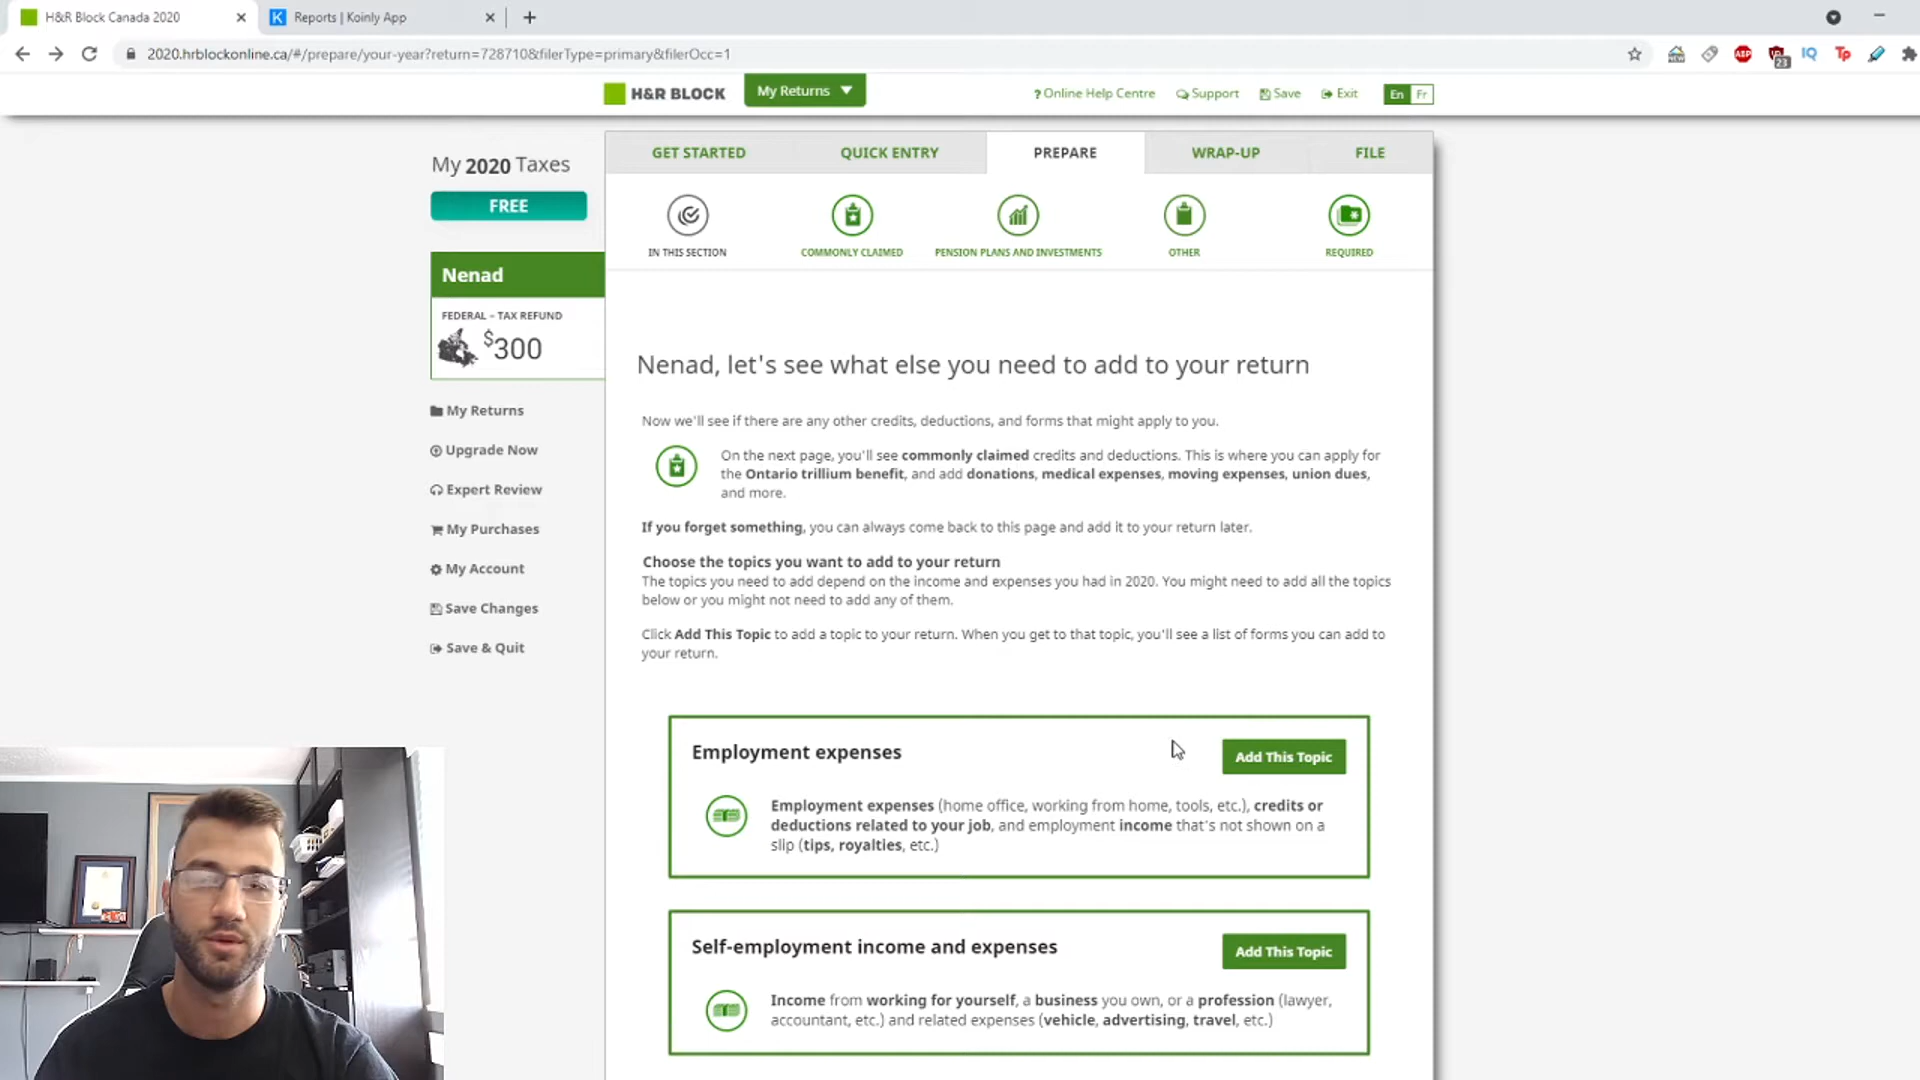 H&R Block Canada 2020
Reports | Koinly App
2020.hrblockonline.ca/#/prepare/your-year?return=728710&filerType=primary&filerOcc=1
ABP
23
IQ
Tp
H&R BLOCK
My Returns
? Online Help Centre
Support
Save
Exit
En
Fr
My 2020 Taxes
FREE
Nenad
FEDERAL – TAX REFUND
$300
My Returns
Upgrade Now
Expert Review
My Purchases
My Account
Save Changes
Save & Quit
GET STARTED
QUICK ENTRY
PREPARE
WRAP-UP
FILE
IN THIS SECTION
COMMONLY CLAIMED
PENSION PLANS AND INVESTMENTS
OTHER
REQUIRED
Nenad, let's see what else you need to add to your return
Now we'll see if there are any other credits, deductions, and forms that might apply to you.
On the next page, you'll see commonly claimed credits and deductions. This is where you can apply for
the Ontario trillium benefit, and add donations, medical expenses, moving expenses, union dues,
and more.
If you forget something, you can always come back to this page and add it to your return later.
Choose the topics you want to add to your return
The topics you need to add depend on the income and expenses you had in 2020. You might need to add all the topics
below or you might not need to add any of them.
Click Add This Topic to add a topic to your return. When you get to that topic, you'll see a list of forms you can add to
your return.
Employment expenses
Add This Topic
Employment expenses (home office, working from home, tools, etc.), credits or
deductions related to your job, and employment income that's not shown on a
slip (tips, royalties, etc.)
Self-employment income and expenses
Add This Topic
Income from working for yourself, a business you own, or a profession (lawyer,
accountant, etc.) and related expenses (vehicle, advertising, travel, etc.)